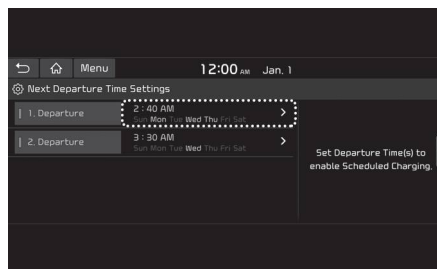 Menu 12:00 AM Jan. 1
Next Departure Time Settings
1. Departure
2:40 AM
Sun Mon Tue Wed Thu Fri Sat
2. Departure
3:30 AM
Sun Mon Tue Wed Thu Fri Sat
Set Departure Time(s) to
enable Scheduled Charging.